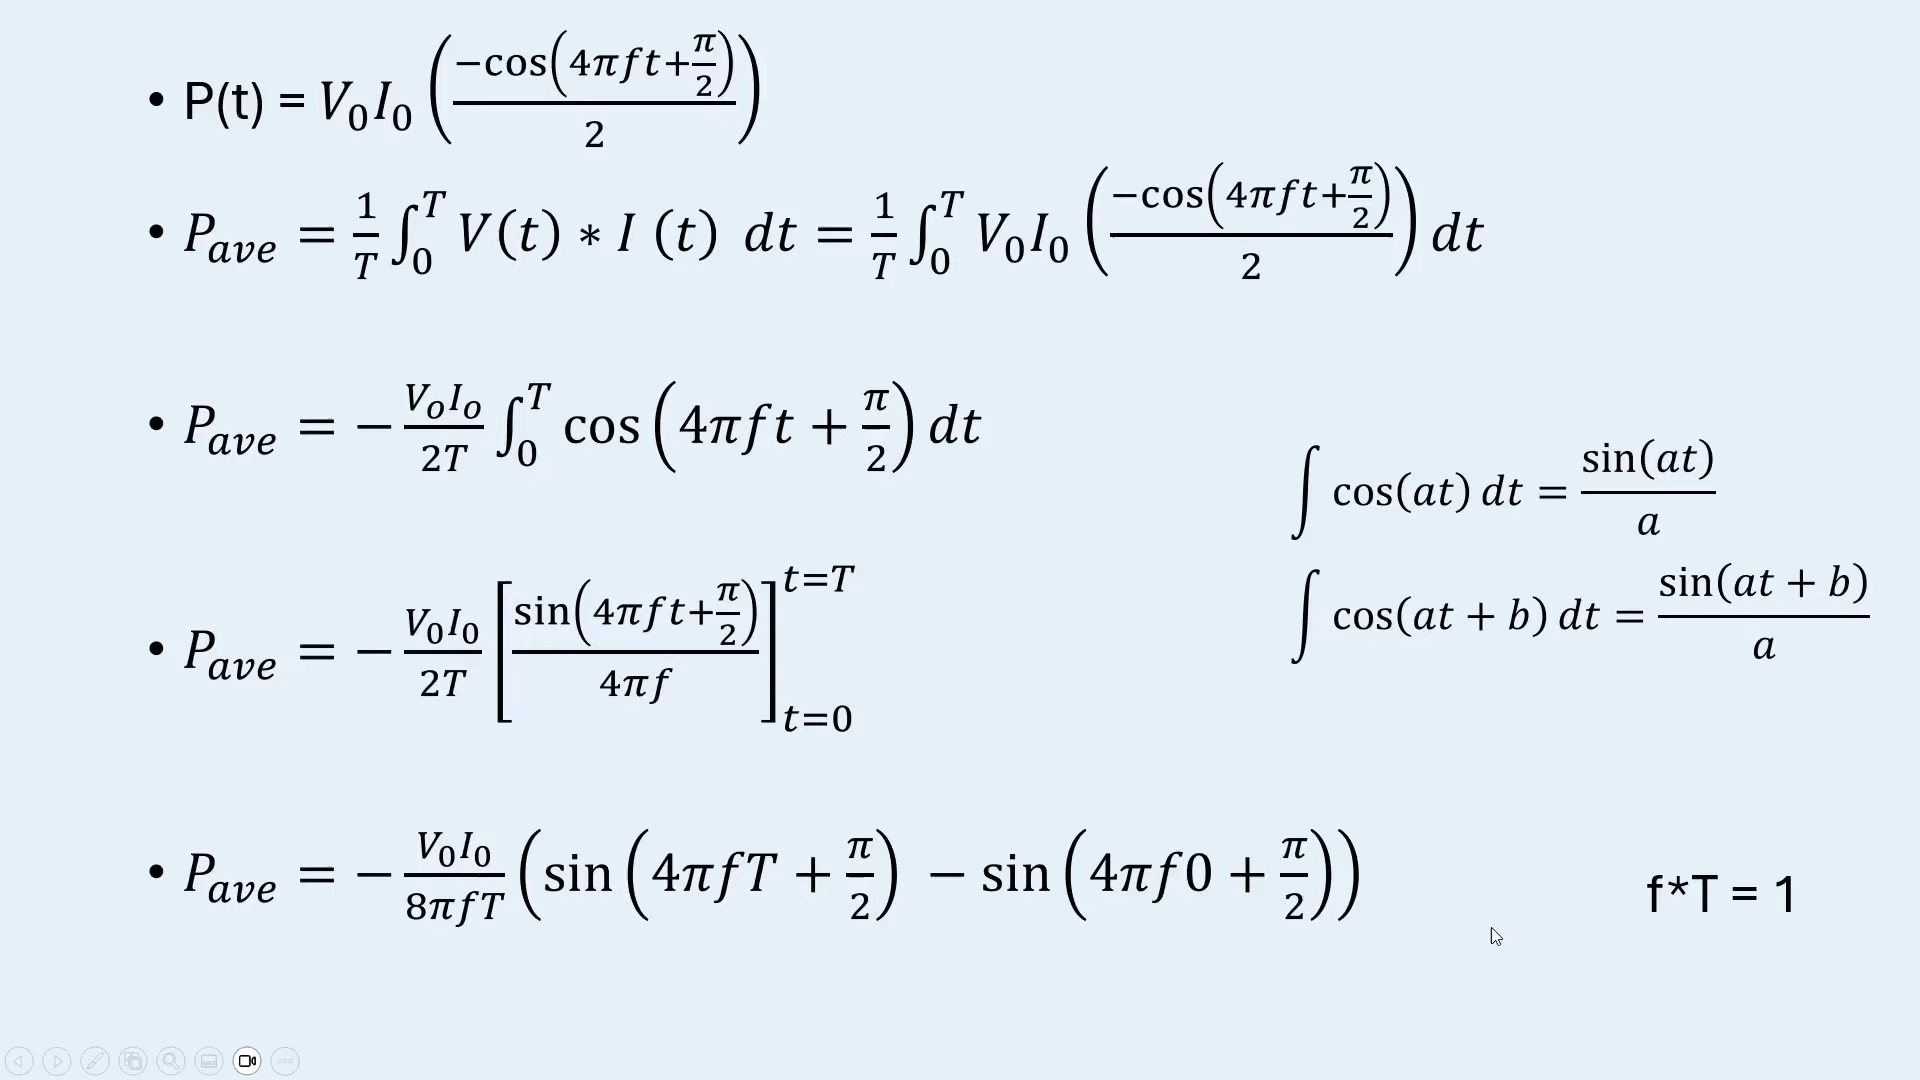 • P(t) = V₀I₀ ( −cos(4πft+π/2) / 2 )
• P_ave = 1/T ∫₀ᵀ V(t) ∗ I (t) dt = 1/T ∫₀ᵀ V₀I₀ ( −cos(4πft+π/2) / 2 ) dt
• P_ave = − VₒIₒ/2T ∫₀ᵀ cos(4πft + π/2) dt
∫ cos(at) dt = sin(at) / a
∫ cos(at + b) dt = sin(at + b) / a
• P_ave = − V₀I₀/2T [ sin(4πft+π/2) / 4πf ] t=T t=0
• P_ave = − V₀I₀/8πfT ( sin(4πfT + π/2) − sin(4πf0 + π/2) )
f*T = 1